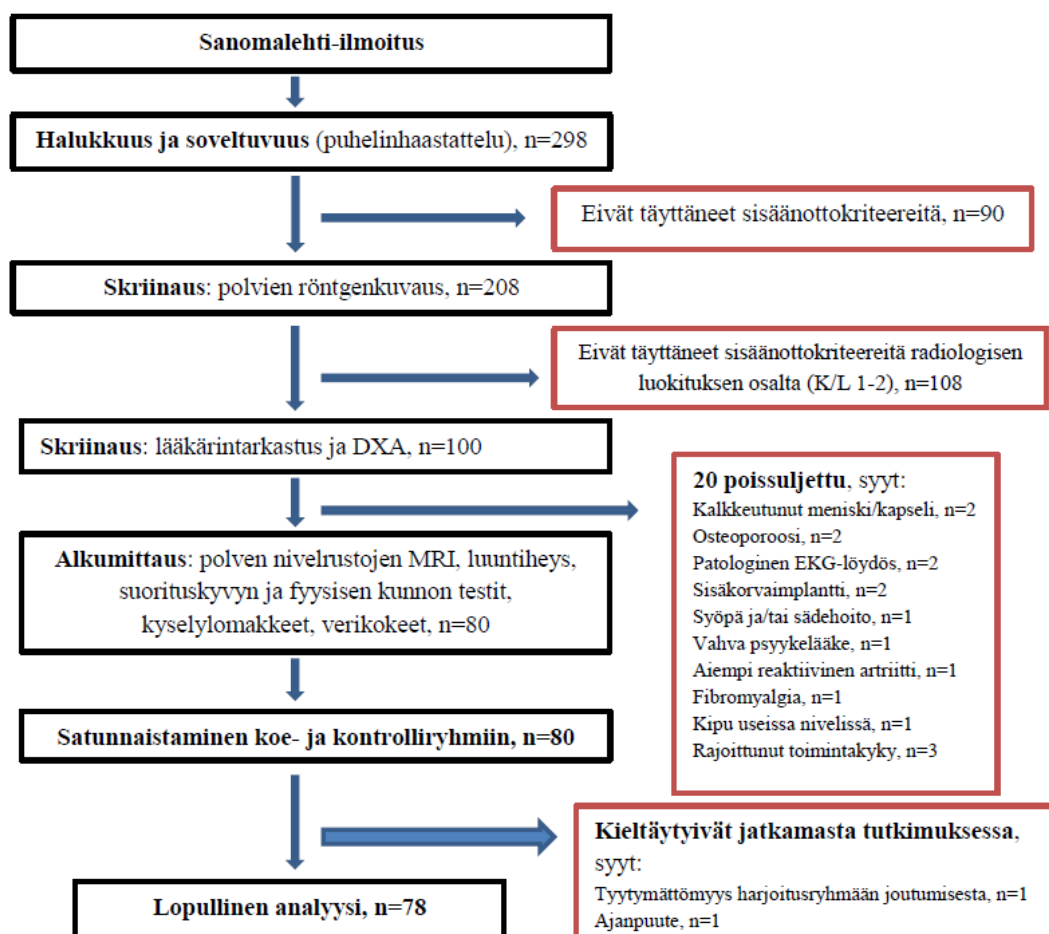 Sanomalehti-ilmoitus
Halukkuus ja soveltuvuus (puhelinhaastattelu), n=298
Eivät täyttäneet sisäänottokriteereitä, n=90
Skriinaus: polvien röntgenkuvaus, n=208
Eivät täyttäneet sisäänottokriteereitä radiologisen
luokituksen osalta (K/L 1-2), n=108
Skriinaus: lääkärintarkastus ja DXA, n=100
20 poissuljettu, syyt:
Kalkkeutunut meniski/kapseli, n=2
Osteoporoosi, n=2
Patologinen EKG-löydös, n=2
Sisäkorvaimplantti, n=2
Syöpä ja/tai sädehoito, n=1
Vahva psyykelääke, n=1
Aiempi reaktiivinen artriitti, n=1
Fibromyalgia, n=1
Kipu useissa nivelissä, n=1
Rajoittunut toimintakyky, n=3
Alkumittaus: polven nivelrustojen MRI, luuntiheys,
suorituskyvyn ja fyysisen kunnon testit,
kyselylomakkeet, verikokeet, n=80
Satunnaistaminen koe- ja kontrolliryhmiin, n=80
Kieltäytyivät jatkamasta tutkimuksessa,
syyt:
Tyytymättömyys harjoitusryhmään joutumisesta, n=1
Ajanpuute, n=1
Lopullinen analyysi, n=78